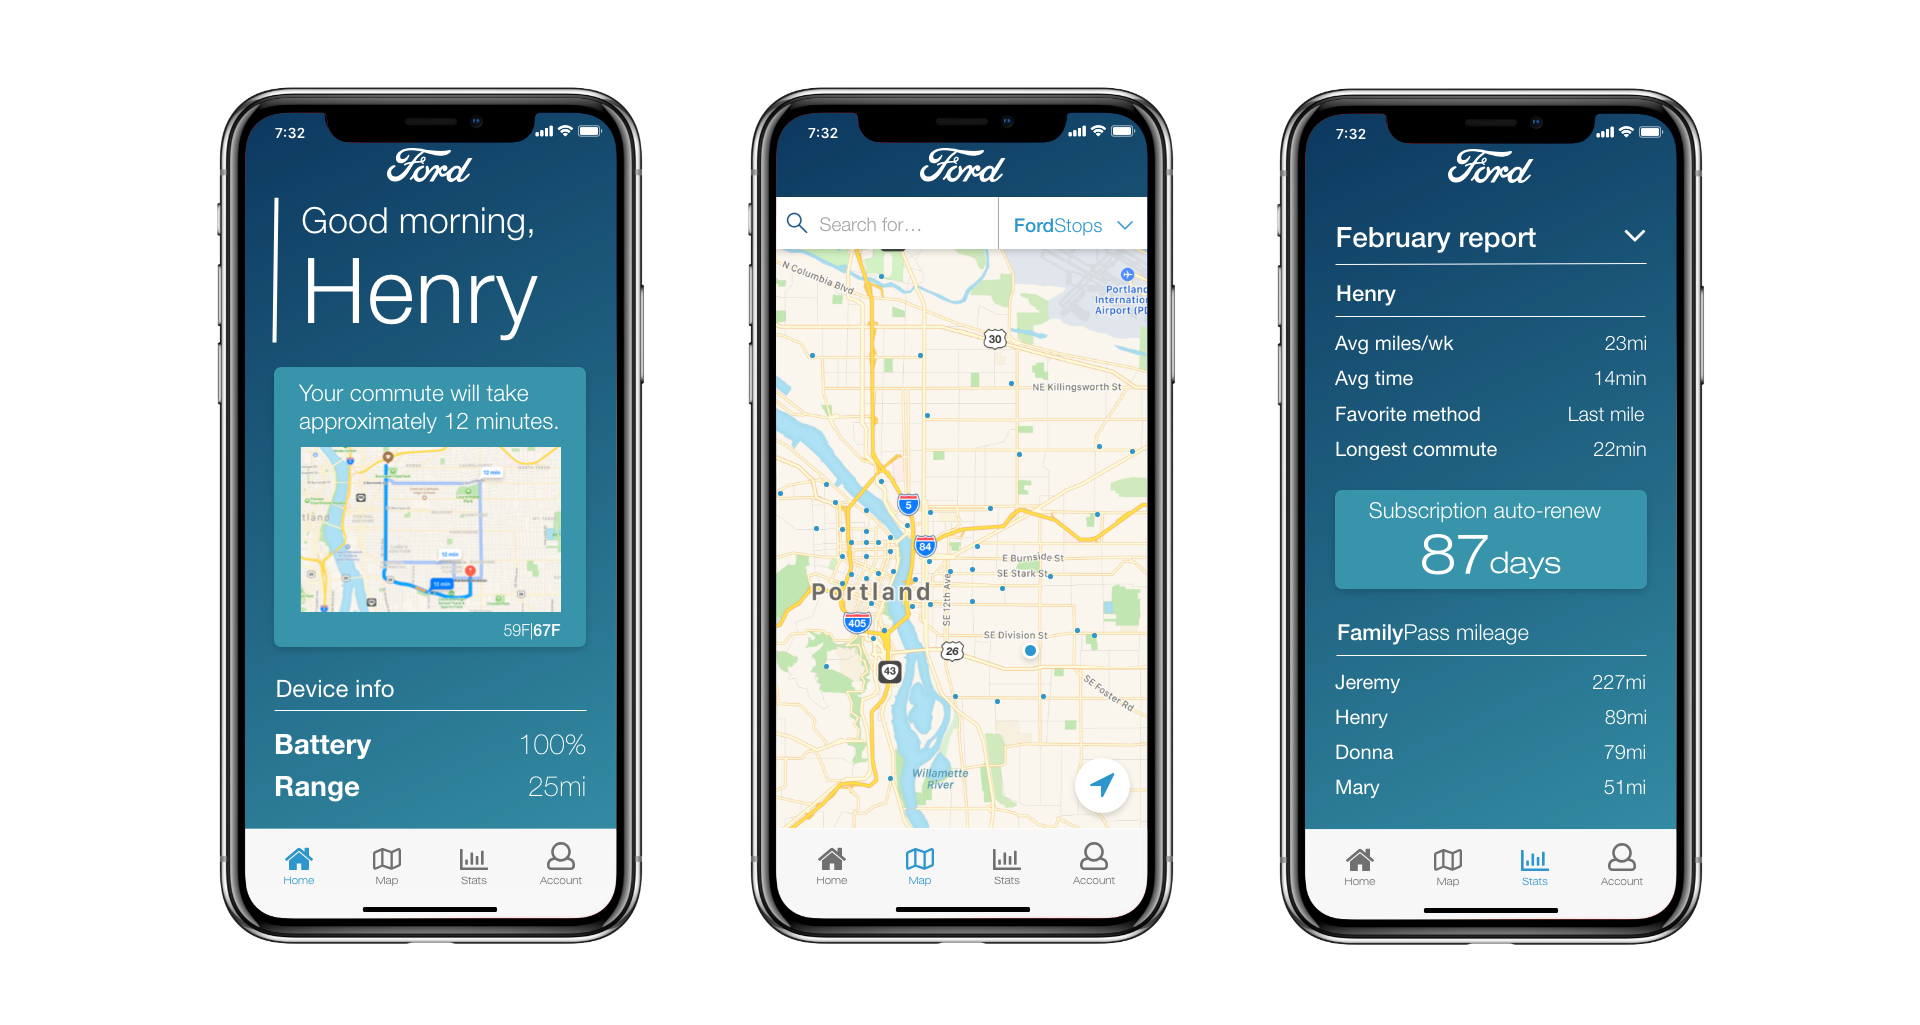 7:32
Ford
Good morning,
Henry
Your commute will take
approximately 12 minutes.
12 min
12 min
12 min
59F|67F
Device info
Battery 100%
Range 25mi
Home Map Stats Account
7:32
Ford
Search for... FordStops
N Columbia Blvd
Portland
Internation
Airport (PD
30
NE Killingsworth St
5
84
E Burnside St
SE Stark St
Portland
SE 12th Ave
405
SE Division St
26
43
SE Foster Rd
Willamette
River
Home Map Stats Account
7:32
Ford
February report
Henry
Avg miles/wk 23mi
Avg time 14min
Favorite method Last mile
Longest commute 22min
Subscription auto-renew
87 days
FamilyPass mileage
Jeremy 227mi
Henry 89mi
Donna 79mi
Mary 51mi
Home Map Stats Account